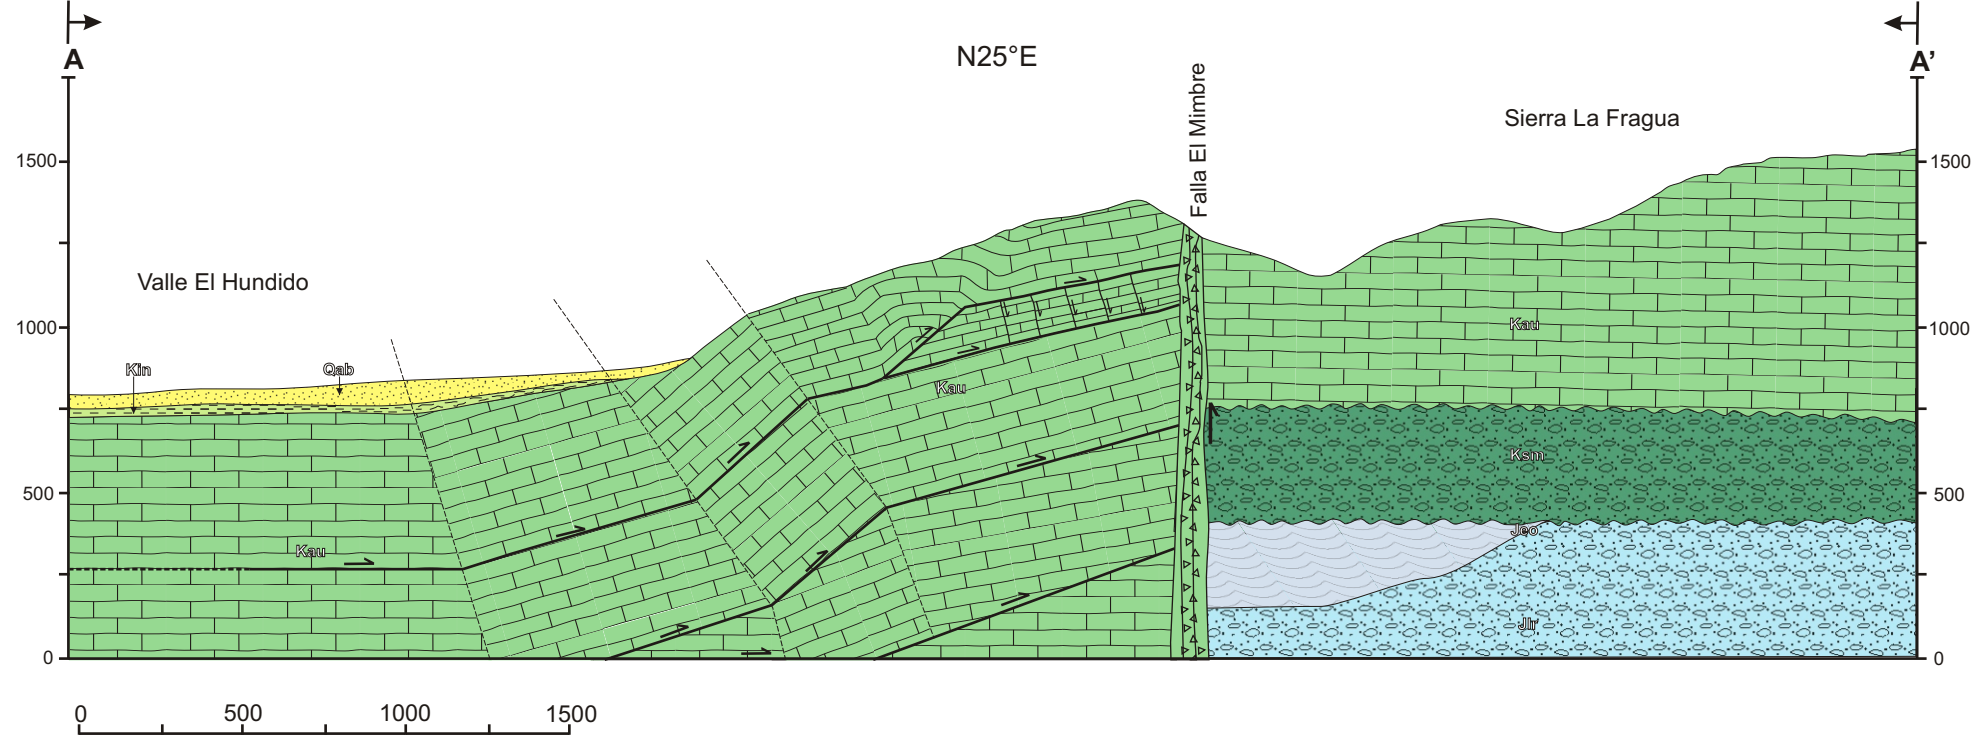 N25°E
A
A’
Falla El Mimbre
Sierra La Fragua
1500
1500
Valle El Hundido
1000
1000
Kau
Kin
Qab
Kau
Ksm
500
500
Jeo
Kau
Jlr
0
0
0
500
1000
1500